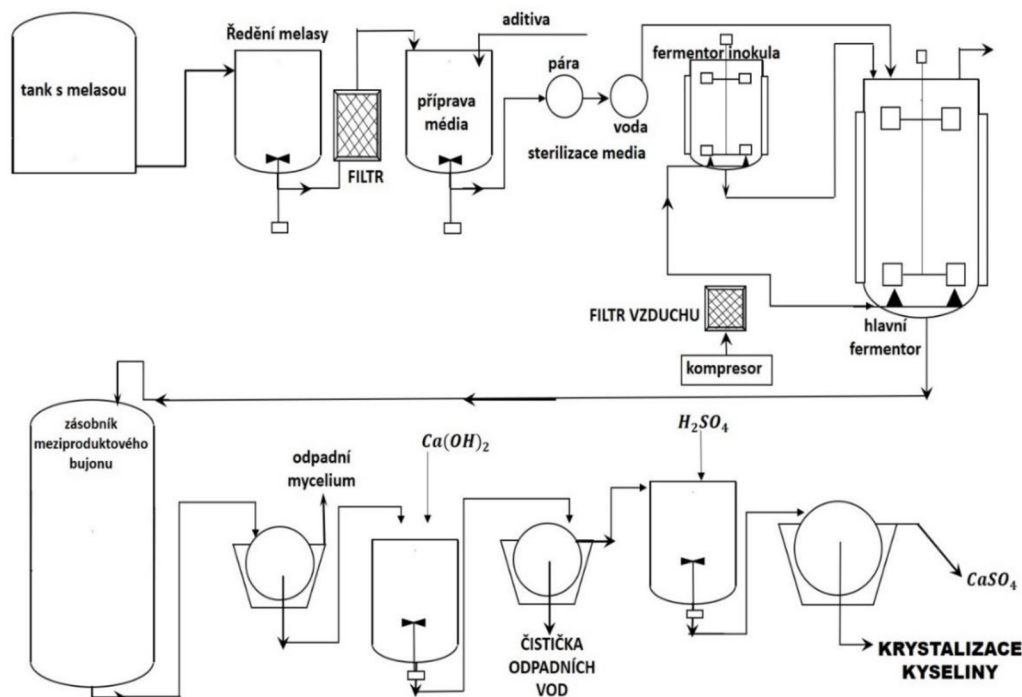 tank s melasou
Ředění melasy
FILTR
aditiva
příprava
média
pára
voda
sterilizace media
fermentor inokula
hlavní
fermentor
FILTR VZDUCHU
kompresor
zásobník
meziproduktového
bujonu
odpadní
mycelium
Ca(OH)₂
ČISTIČKA
ODPADNÍCH
VOD
H₂SO₄
CaSO₄
KRYSTALIZACE
KYSELINY